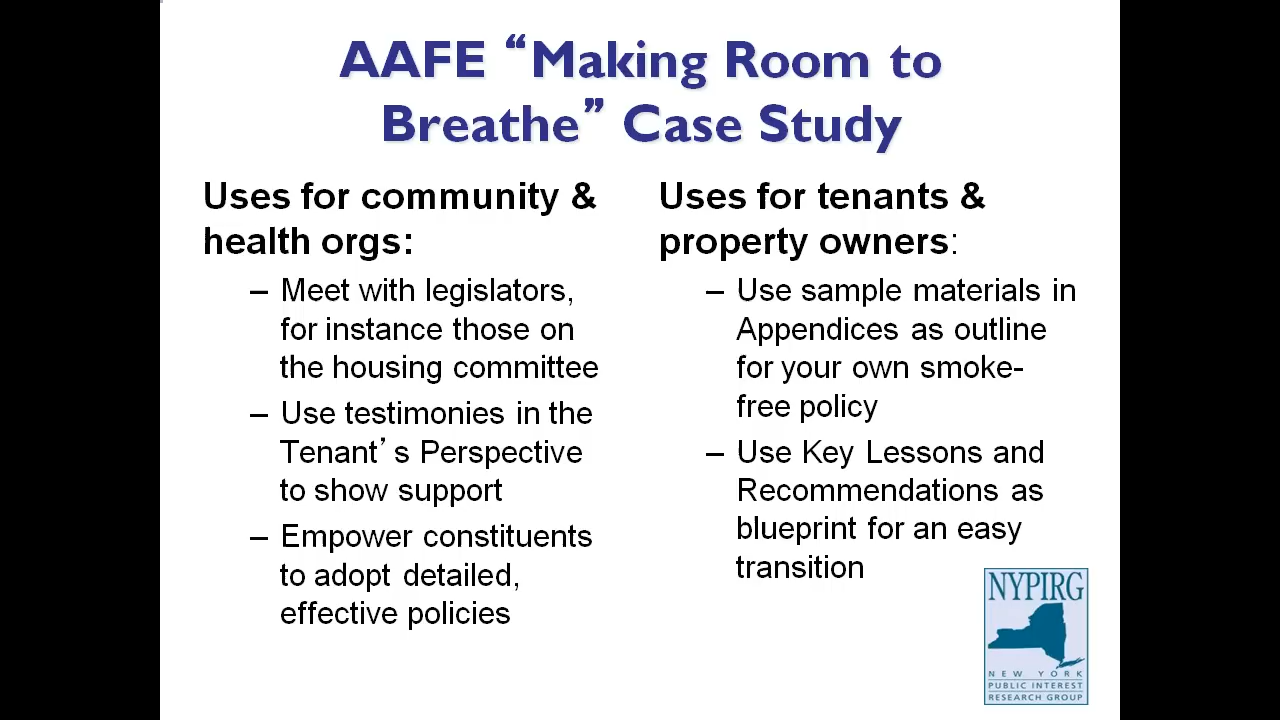 AAFE “Making Room to
Breathe” Case Study
Uses for community &
health orgs:
– Meet with legislators,
for instance those on
the housing committee
– Use testimonies in the
Tenant’s Perspective
to show support
– Empower constituents
to adopt detailed,
effective policies
Uses for tenants &
property owners:
– Use sample materials in
Appendices as outline
for your own smoke-
free policy
– Use Key Lessons and
Recommendations as
blueprint for an easy
transition
NYPIRG
NEW YORK
PUBLIC INTEREST
RESEARCH GROUP